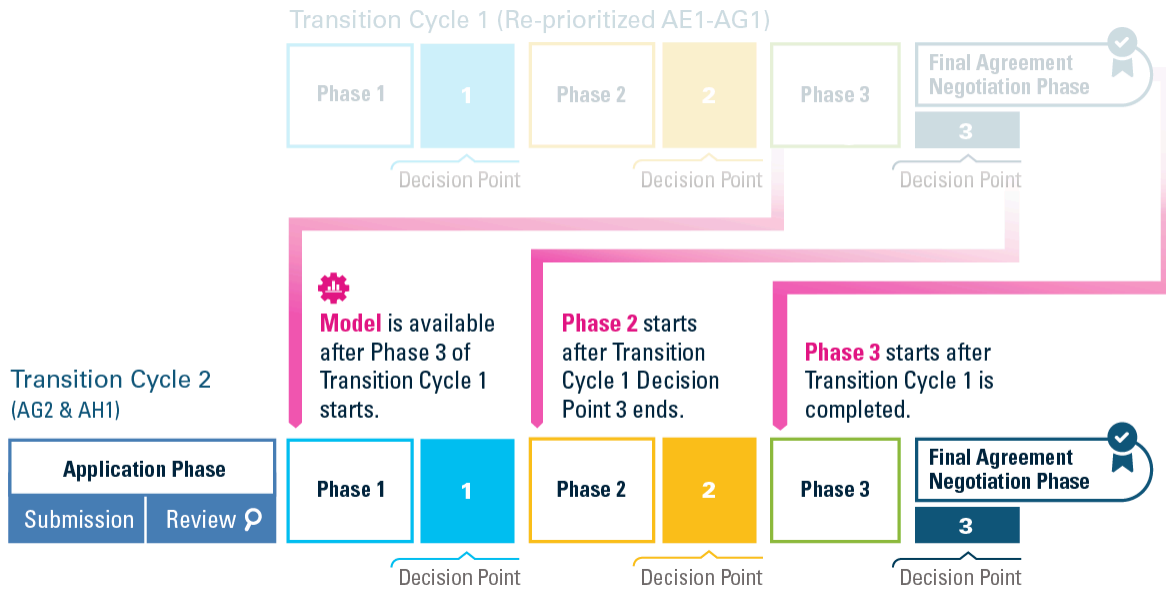 Transition Cycle 1 (Re-prioritized AE1-AG1)
Phase 1
1
Phase 2
2
Phase 3
Final Agreement
Negotiation Phase
3
Decision Point
Decision Point
Decision Point
Model is available
after Phase 3 of
Transition Cycle 1
starts.
Phase 2 starts
after Transition
Cycle 1 Decision
Point 3 ends.
Phase 3 starts after
Transition Cycle 1 is
completed.
Transition Cycle 2
(AG2 & AH1)
Application Phase
Submission
Review
Phase 1
1
Phase 2
2
Phase 3
Final Agreement
Negotiation Phase
3
Decision Point
Decision Point
Decision Point